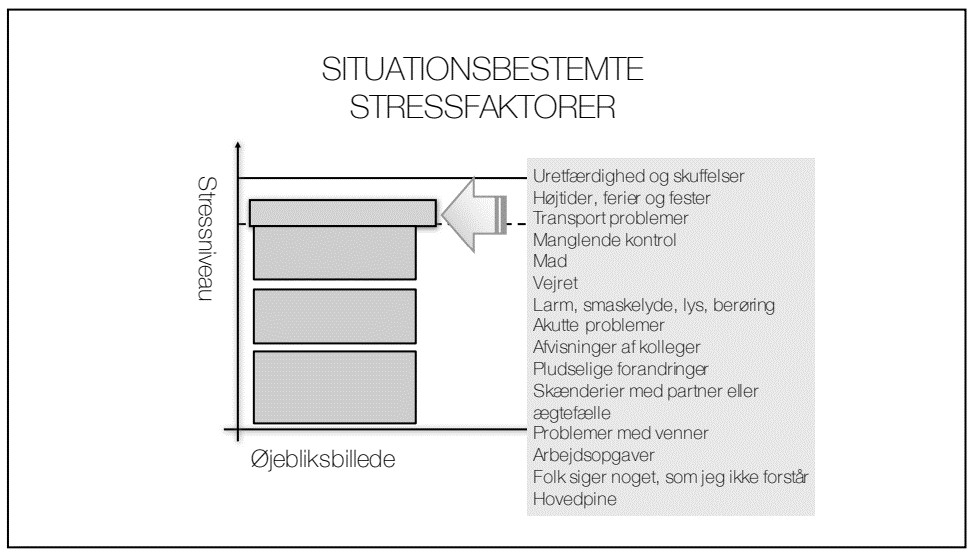 SITUATIONSBESTEMTE
STRESSFAKTORER
Stressniveau
Øjebliksbillede
Uretfærdighed og skuffelser
Højtider, ferier og fester
Transport problemer
Manglende kontrol
Mad
Vejret
Larm, smaskelyde, lys, berøring
Akutte problemer
Afvisninger af kolleger
Pludselige forandringer
Skænderier med partner eller
ægtefælle
Problemer med venner
Arbejdsopgaver
Folk siger noget, som jeg ikke forstår
Hovedpine